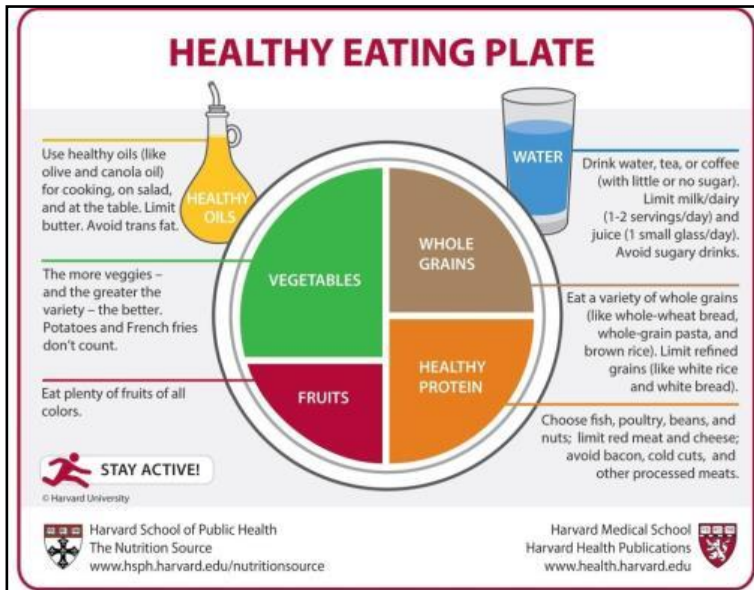 HEALTHY EATING PLATE
Use healthy oils (like
olive and canola oil)
for cooking, on salad,
and at the table. Limit
butter. Avoid trans fat.
HEALTHY
OILS
The more veggies –
and the greater the
variety – the better.
Potatoes and French fries
don't count.
Eat plenty of fruits of all
colors.
VEGETABLES
FRUITS
WHOLE
GRAINS
HEALTHY
PROTEIN
WATER
Drink water, tea, or coffee
(with little or no sugar).
Limit milk/dairy
(1-2 servings/day) and
juice (1 small glass/day).
Avoid sugary drinks.
Eat a variety of whole grains
(like whole-wheat bread,
whole-grain pasta, and
brown rice). Limit refined
grains (like white rice
and white bread).
Choose fish, poultry, beans, and
nuts; limit red meat and cheese;
avoid bacon, cold cuts, and
other processed meats.
STAY ACTIVE!
© Harvard University
Harvard School of Public Health
The Nutrition Source
www.hsph.harvard.edu/nutritionsource
Harvard Medical School
Harvard Health Publications
www.health.harvard.edu